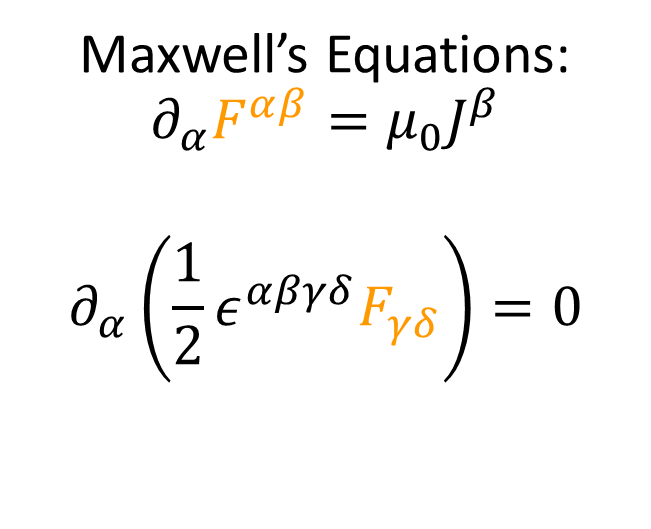 Maxwell’s Equations:
∂_α F^{αβ} = μ_0 J^β
∂_α (1/2 ϵ^{αβγδ} F_{γδ}) = 0